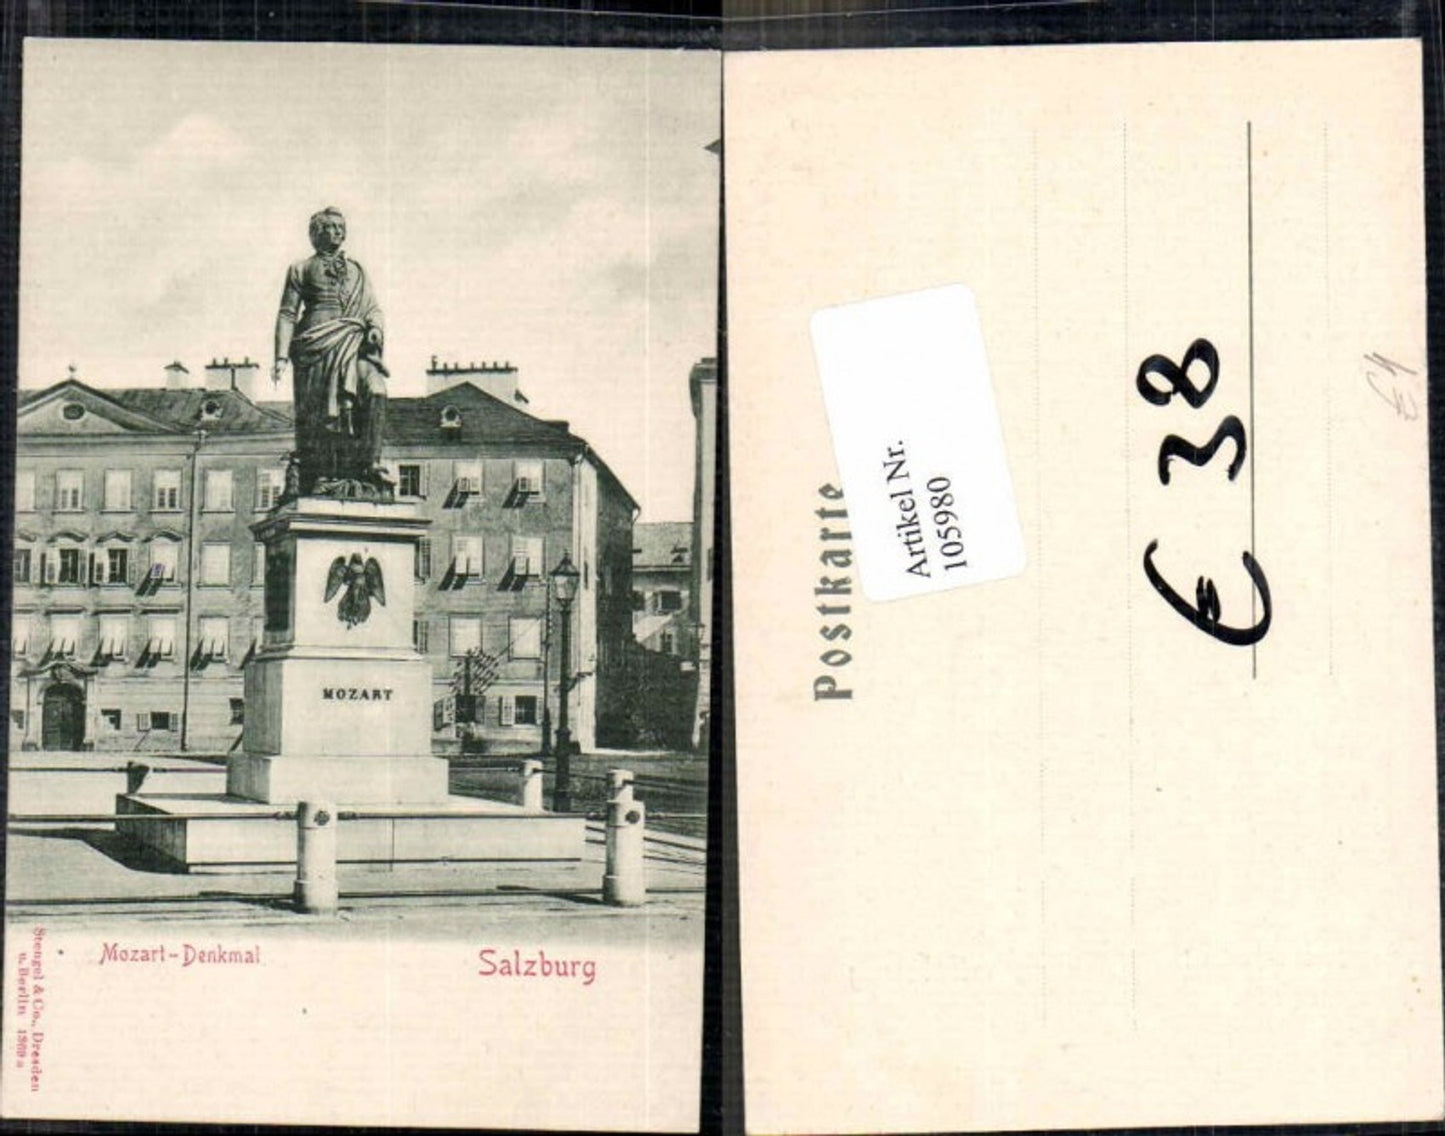 MOZART
Mozart-Denkmal
Salzburg
Stengel & Co., Dresden
u. Berlin
Postkarte
Artikel Nr.
105980
€ 38